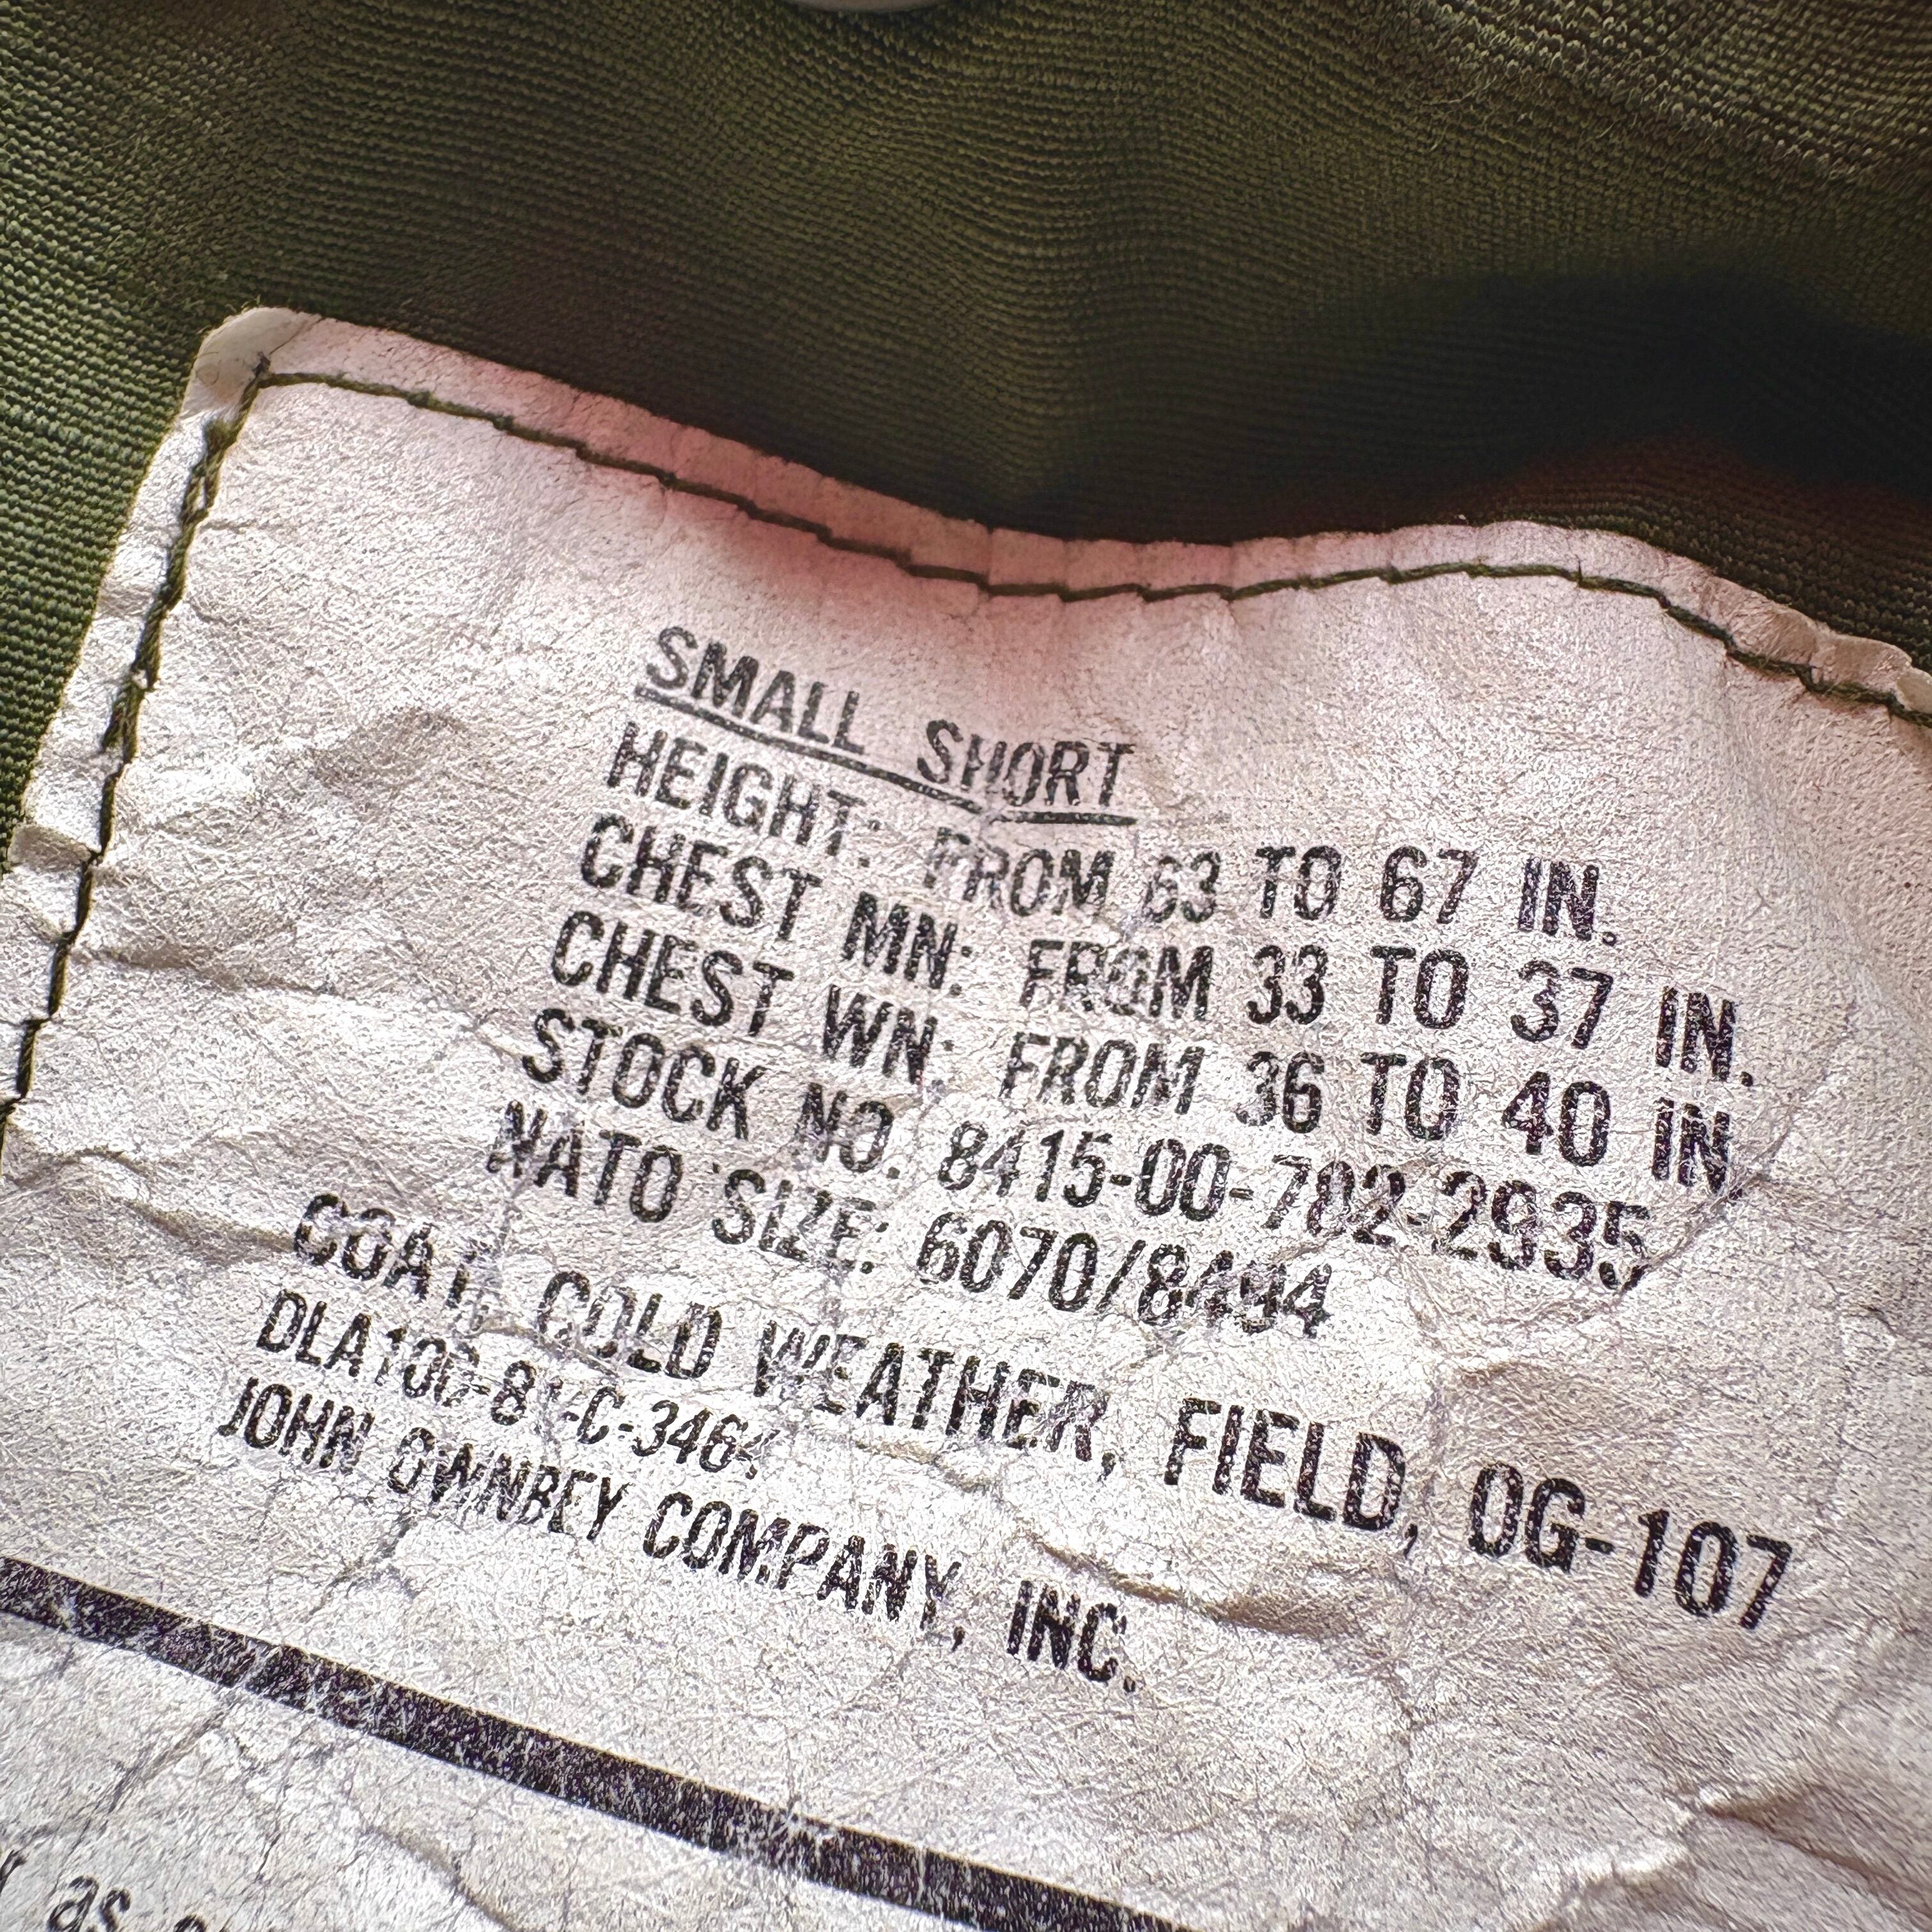 SMALL SHORT
HEIGHT: FROM 63 TO 67 IN.
CHEST MN: FROM 33 TO 37 IN.
CHEST WN: FROM 36 TO 40 IN.
STOCK NO. 8415-00-782-2935
NATO SIZE: 6070/8494
COAT, COLD WEATHER, FIELD, OG-107
JOHN OWNBEY COMPANY, INC.
as